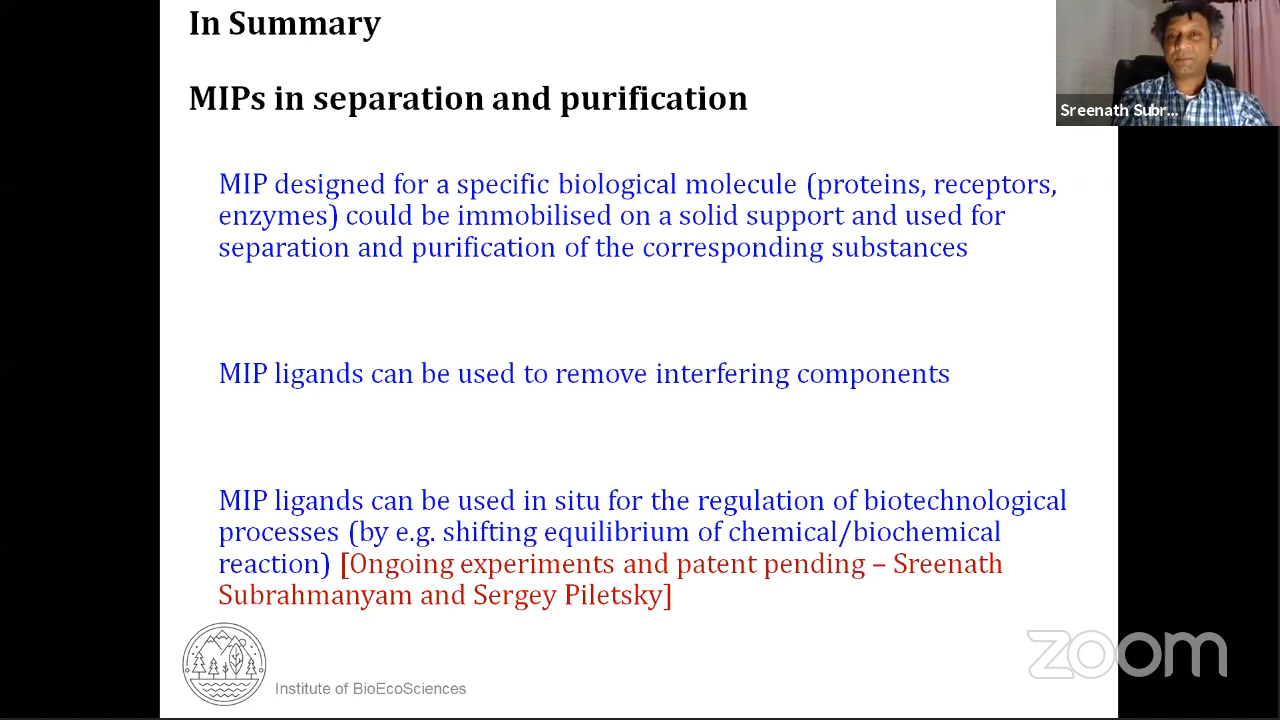 In Summary
MIPs in separation and purification
Sreenath Subr...
MIP designed for a specific biological molecule (proteins, receptors,
enzymes) could be immobilised on a solid support and used for
separation and purification of the corresponding substances
MIP ligands can be used to remove interfering components
MIP ligands can be used in situ for the regulation of biotechnological
processes (by e.g. shifting equilibrium of chemical/biochemical
reaction) [Ongoing experiments and patent pending – Sreenath
Subrahmanyam and Sergey Piletsky]
Institute of BioEcoSciences
zoom